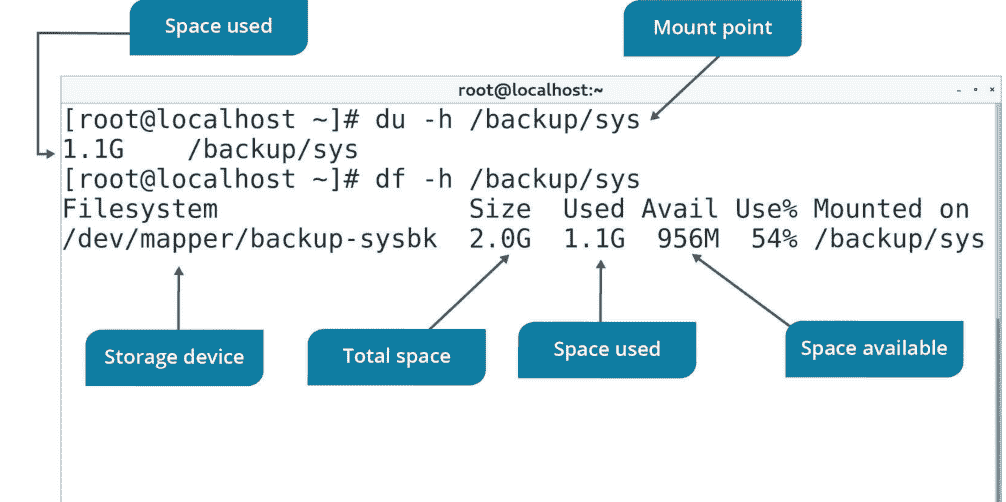 Space used
Mount point
root@localhost:~
[root@localhost ~]# du -h /backup/sys
1.1G    /backup/sys
[root@localhost ~]# df -h /backup/sys
Filesystem                Size  Used Avail Use% Mounted on
/dev/mapper/backup-sysbk  2.0G  1.1G  956M  54% /backup/sys
Storage device
Total space
Space used
Space available